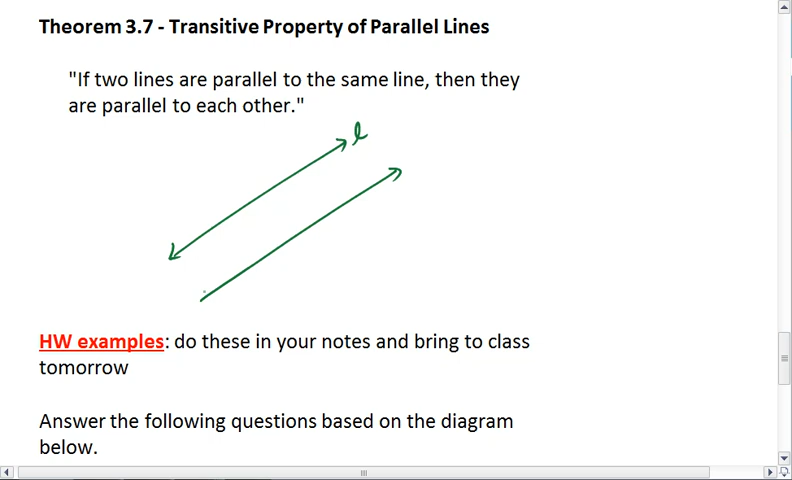 Theorem 3.7 - Transitive Property of Parallel Lines
"If two lines are parallel to the same line, then they
are parallel to each other."
l
HW examples: do these in your notes and bring to class
tomorrow
Answer the following questions based on the diagram
below.